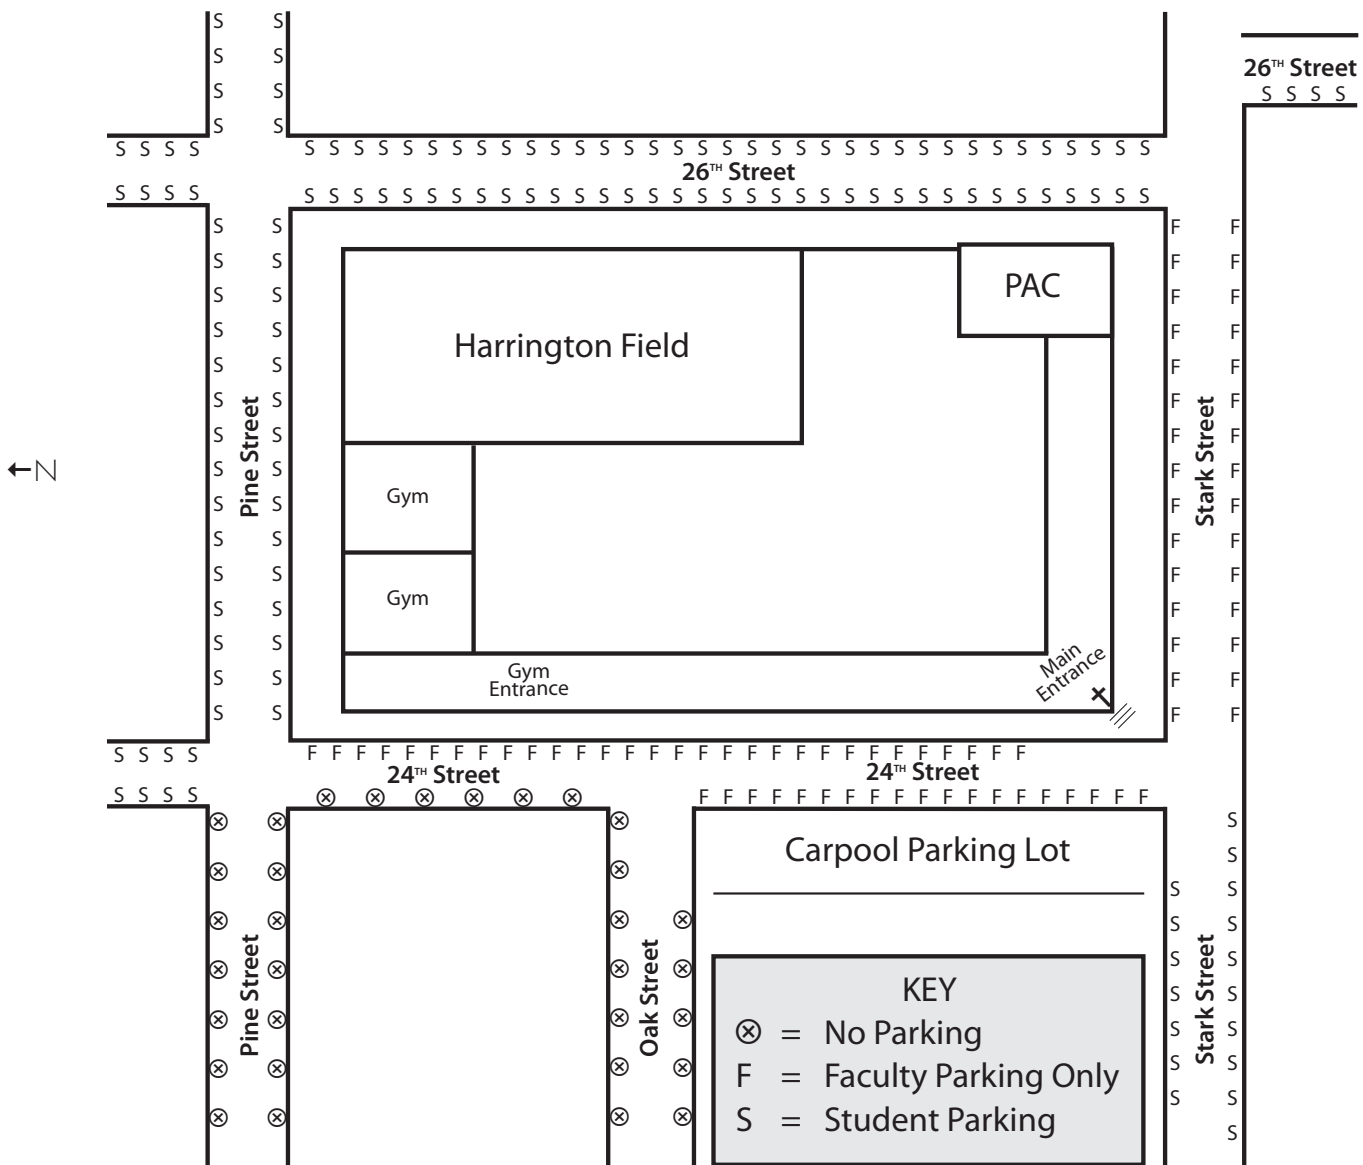 S S
S S
26TH Street
S S
S S S S
S S
S S S S
S S S S S S S S S S S S S S S S S S S S S S S S S S S S S S S S S S S
26TH Street
S S S S
S S S S S S S S S S S S S S S S S S S S S S S S S S S S S S S S S S S
S S F F
S S F F
PAC
S S F F
S S F F
Harrington Field
S S F F
S S F F
S S F F
Pine Street
Stark Street
N
S S F F
Gym
S S F F
S S F F
S S F F
Gym
S S F F
S S F F
Gym
Entrance
Main
Entrance
S S F F
S S F F
S S S S
F F F F F F F F F F F F F F F F F F F F F F F F F F F F F F
24TH Street
24TH Street
S S S S
⊗ ⊗ ⊗ ⊗ ⊗ ⊗
F F F F F F F F F F F F F F F F F F F
⊗ ⊗ ⊗ S
Carpool Parking Lot
S
⊗ ⊗ ⊗ S S
⊗ ⊗ ⊗ ⊗ S S
⊗ ⊗ ⊗ ⊗ S S
Pine Street
Oak Street
Stark Street
KEY
S S
⊗ = No Parking
⊗ ⊗ ⊗ ⊗ S S
F = Faculty Parking Only
⊗ ⊗ ⊗ ⊗ S S
S = Student Parking
S S
⊗ ⊗ ⊗ ⊗ S